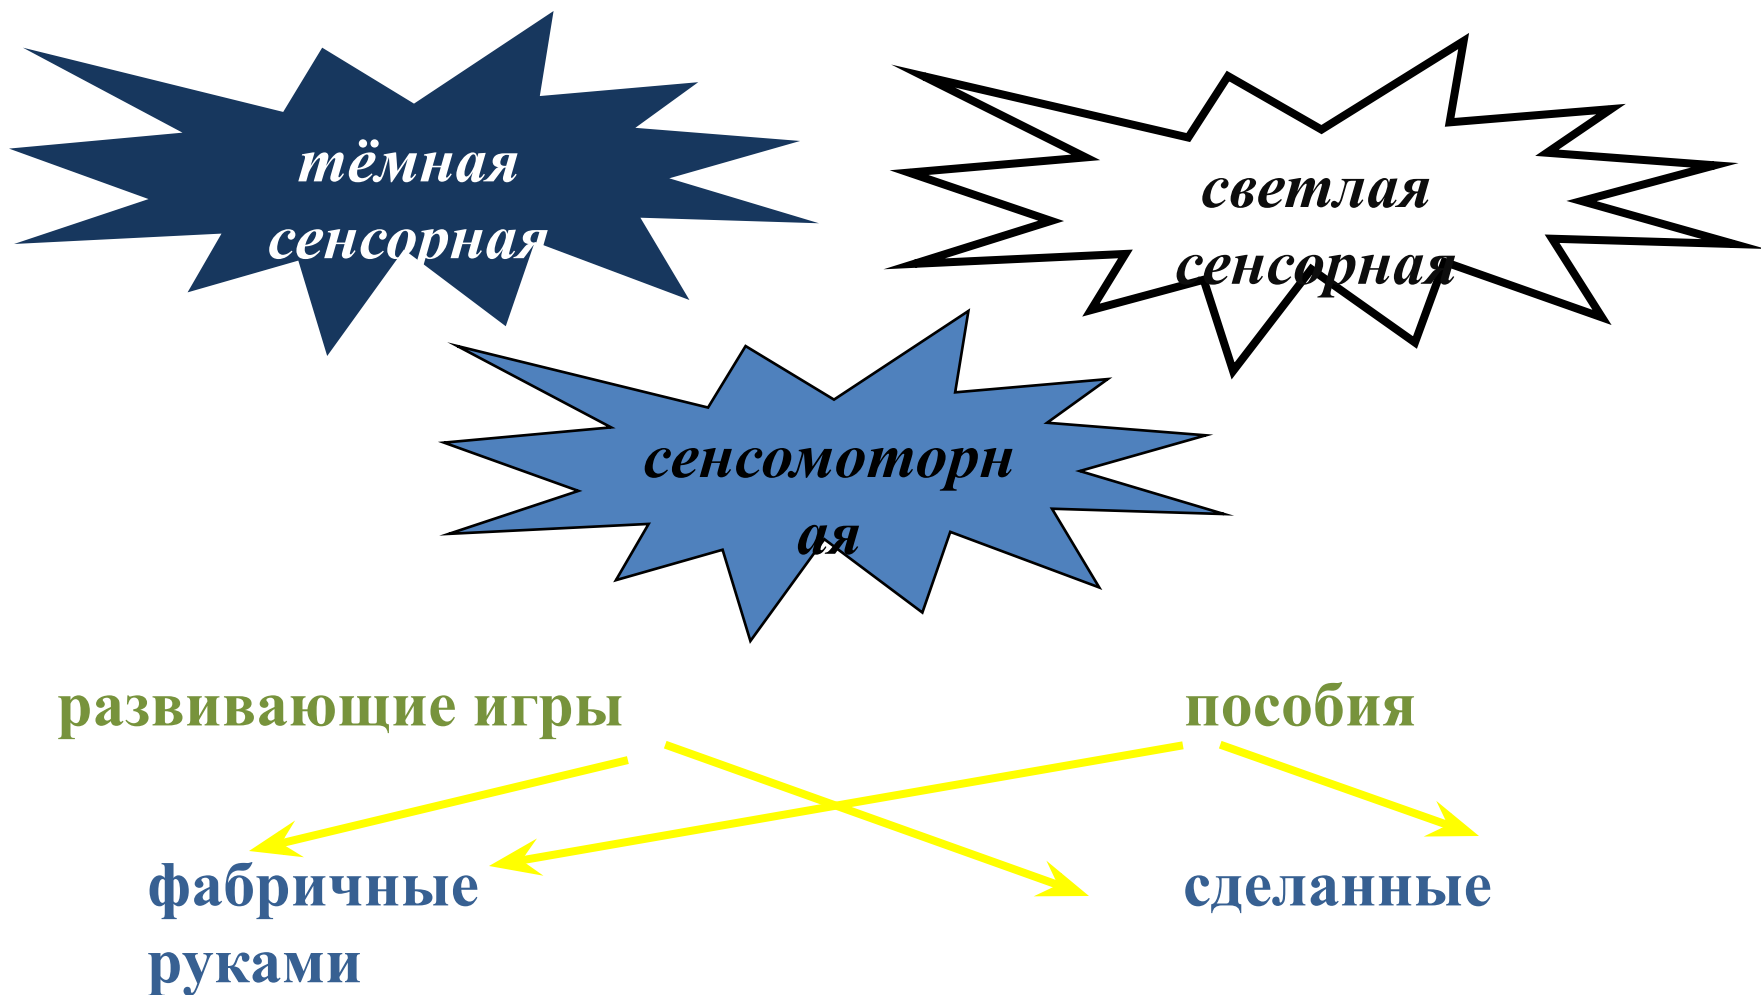 тёмная
сенсорная
светлая
сенсорная
сенсомоторн
ая
развивающие игры
пособия
фабричные
сделанные
руками